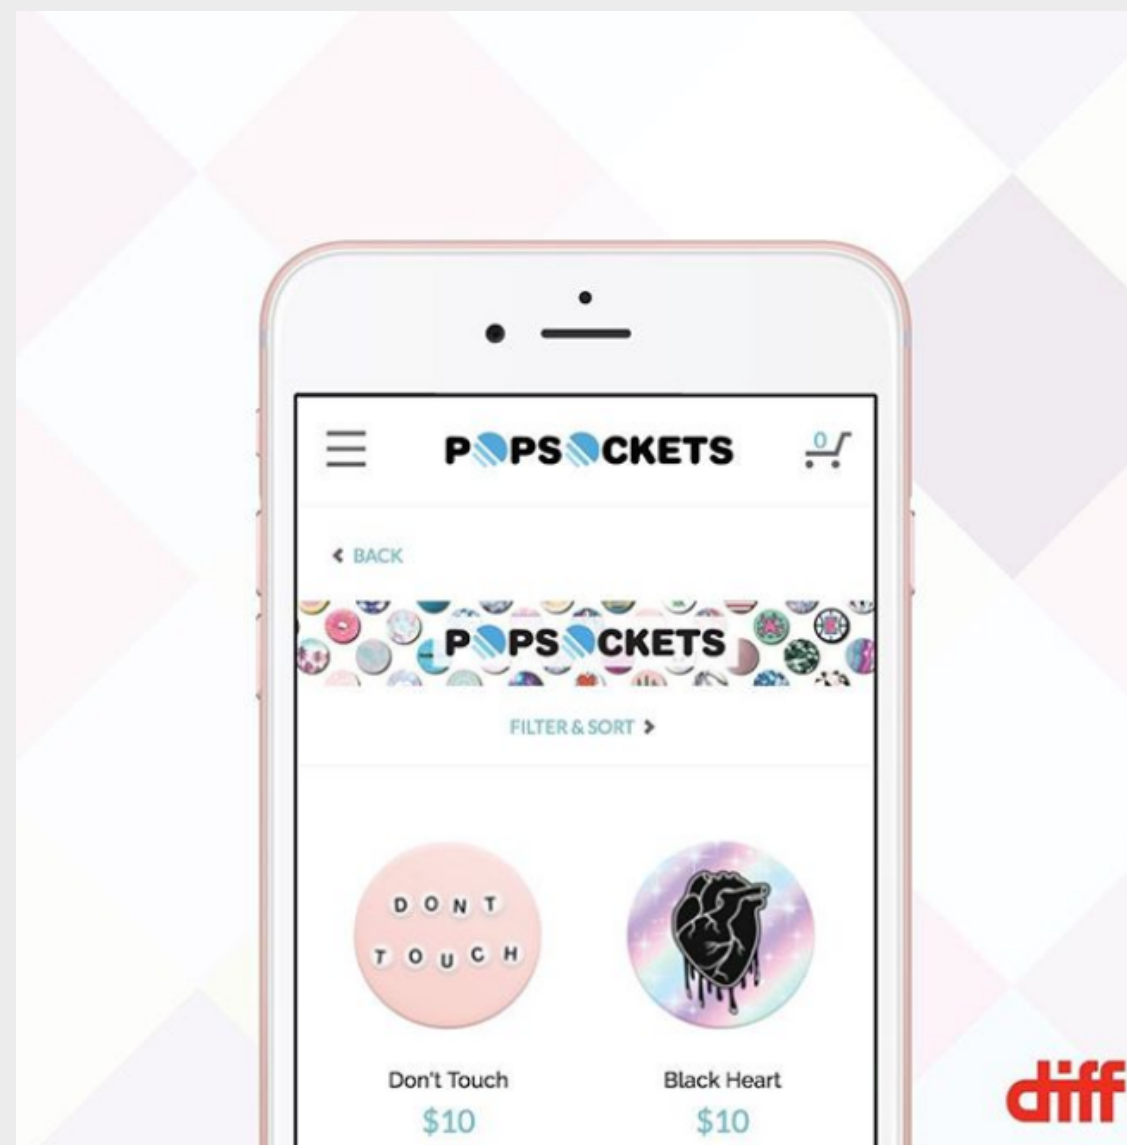 0
POPSOCKETS
BACK
POPSOCKETS
FILTER & SORT
DONT
TOUCH
Don't Touch
Black Heart
$10
$10
diff